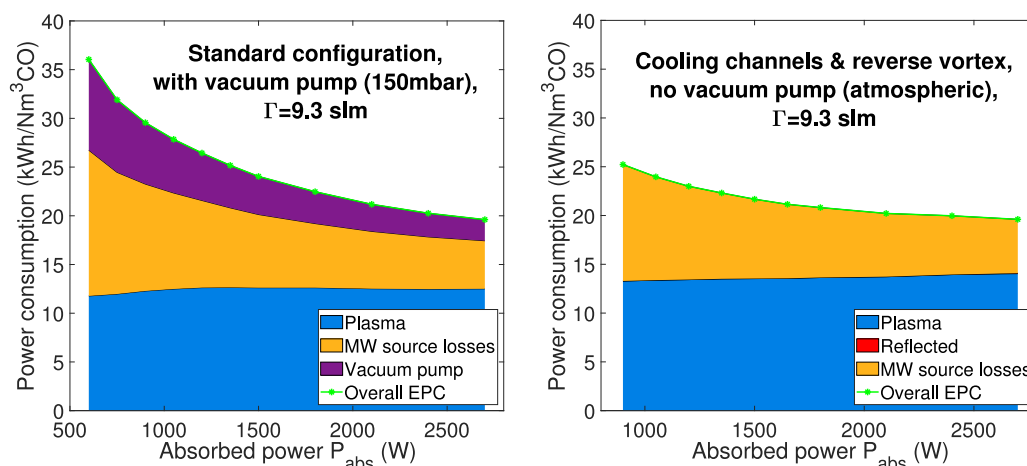 Standard configuration,
with vacuum pump (150mbar),
Γ=9.3 slm
Power consumption (kWh/Nm³CO)
40
35
30
25
20
15
10
5
0
Plasma
MW source losses
Vacuum pump
Overall EPC
500 1000 1500 2000 2500
Absorbed power P_abs (W)
Cooling channels & reverse vortex,
no vacuum pump (atmospheric),
Γ=9.3 slm
Power consumption (kWh/Nm³CO)
40
35
30
25
20
15
10
5
0
Plasma
Reflected
MW source losses
Overall EPC
1000 1500 2000 2500
Absorbed power P_abs (W)